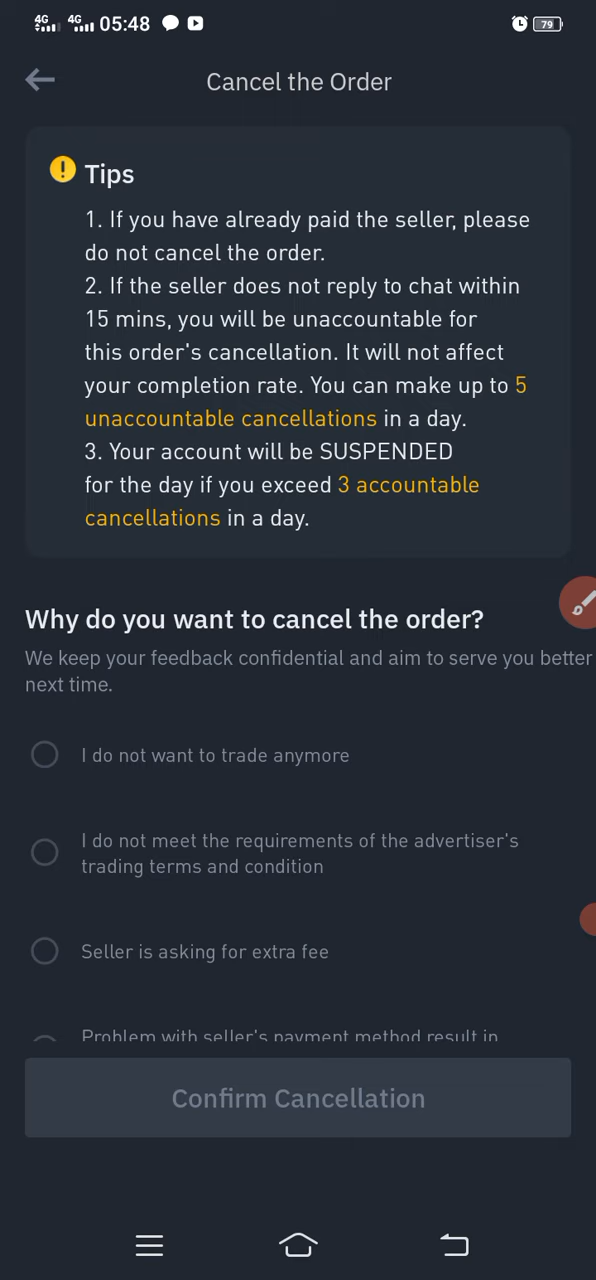 4G 4G 05:48 79
Cancel the Order
Tips
1. If you have already paid the seller, please
do not cancel the order.
2. If the seller does not reply to chat within
15 mins, you will be unaccountable for
this order's cancellation. It will not affect
your completion rate. You can make up to 5
unaccountable cancellations in a day.
3. Your account will be SUSPENDED
for the day if you exceed 3 accountable
cancellations in a day.
Why do you want to cancel the order?
We keep your feedback confidential and aim to serve you better
next time.
I do not want to trade anymore
I do not meet the requirements of the advertiser's
trading terms and condition
Seller is asking for extra fee
Problem with seller's payment method result in
Confirm Cancellation